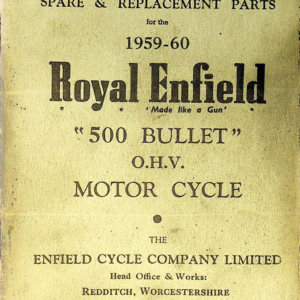 SPARE & REPLACEMENT PARTS
for the
1959-60
Royal Enfield
'Made like a Gun'
"500 BULLET"
O.H.V.
MOTOR CYCLE
THE
ENFIELD CYCLE COMPANY LIMITED
Head Office & Works:
REDDITCH, WORCESTERSHIRE